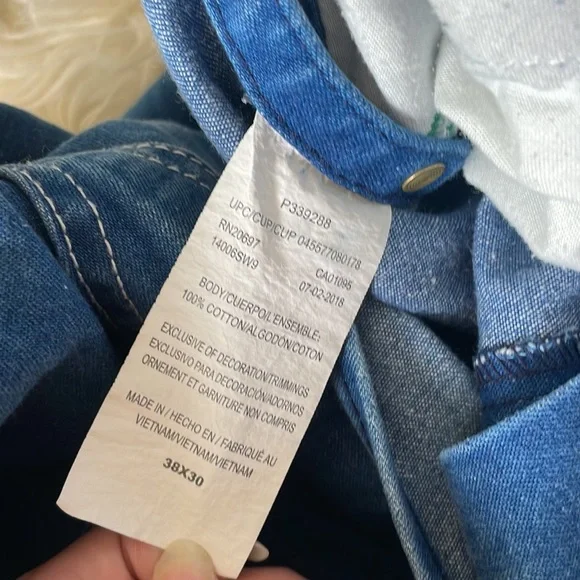 P339288
UPC/CUP/CUP 045577080178
RN20697 CA01095
14006SW9 07-02-2018
BODY/CUERPO/L'ENSEMBLE:
100% COTTON/ALGODÓN/COTON
EXCLUSIVE OF DECORATION/TRIMMINGS
EXCLUSIVO PARA DECORACIÓN/ADORNOS
ORNEMENT ET GARNITURE NON COMPRIS
MADE IN / HECHO EN / FABRIQUÉ AU
VIETNAM/VIETNAM/VIETNAM
38X30